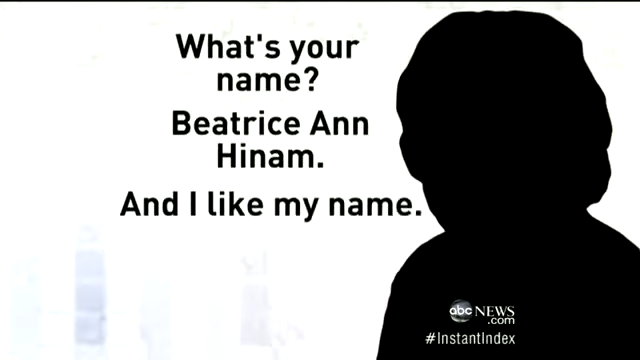 What's your
name?
Beatrice Ann
Hinam.
And I like my name.
abc NEWS
.com
#InstantIndex